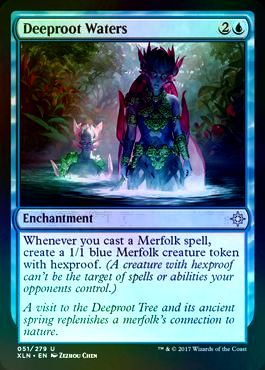 Deeproot Waters 2
Enchantment
Whenever you cast a Merfolk spell,
create a 1/1 blue Merfolk creature token
with hexproof. (A creature with hexproof
can't be the target of spells or abilities your
opponents control.)
A visit to the Deeproot Tree and its ancient
spring replenishes a merfolk's connection to
nature.
051/279 U
XLN • EN Zezhou Chen
™ & © 2017 Wizards of the Coast